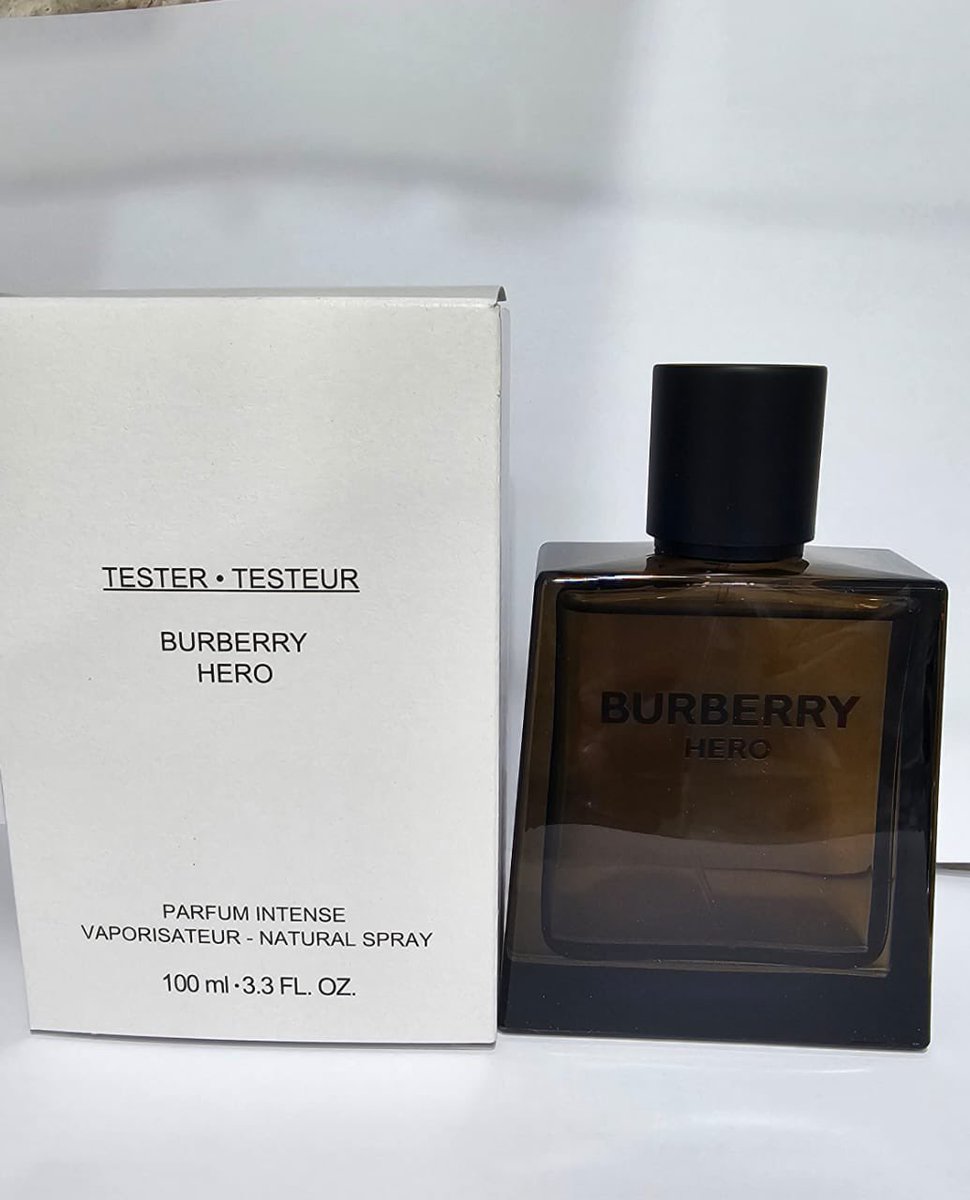 TESTER • TESTEUR
BURBERRY
HERO
PARFUM INTENSE
VAPORISATEUR - NATURAL SPRAY
100 ml • 3.3 FL. OZ.
BURBERRY
HERO